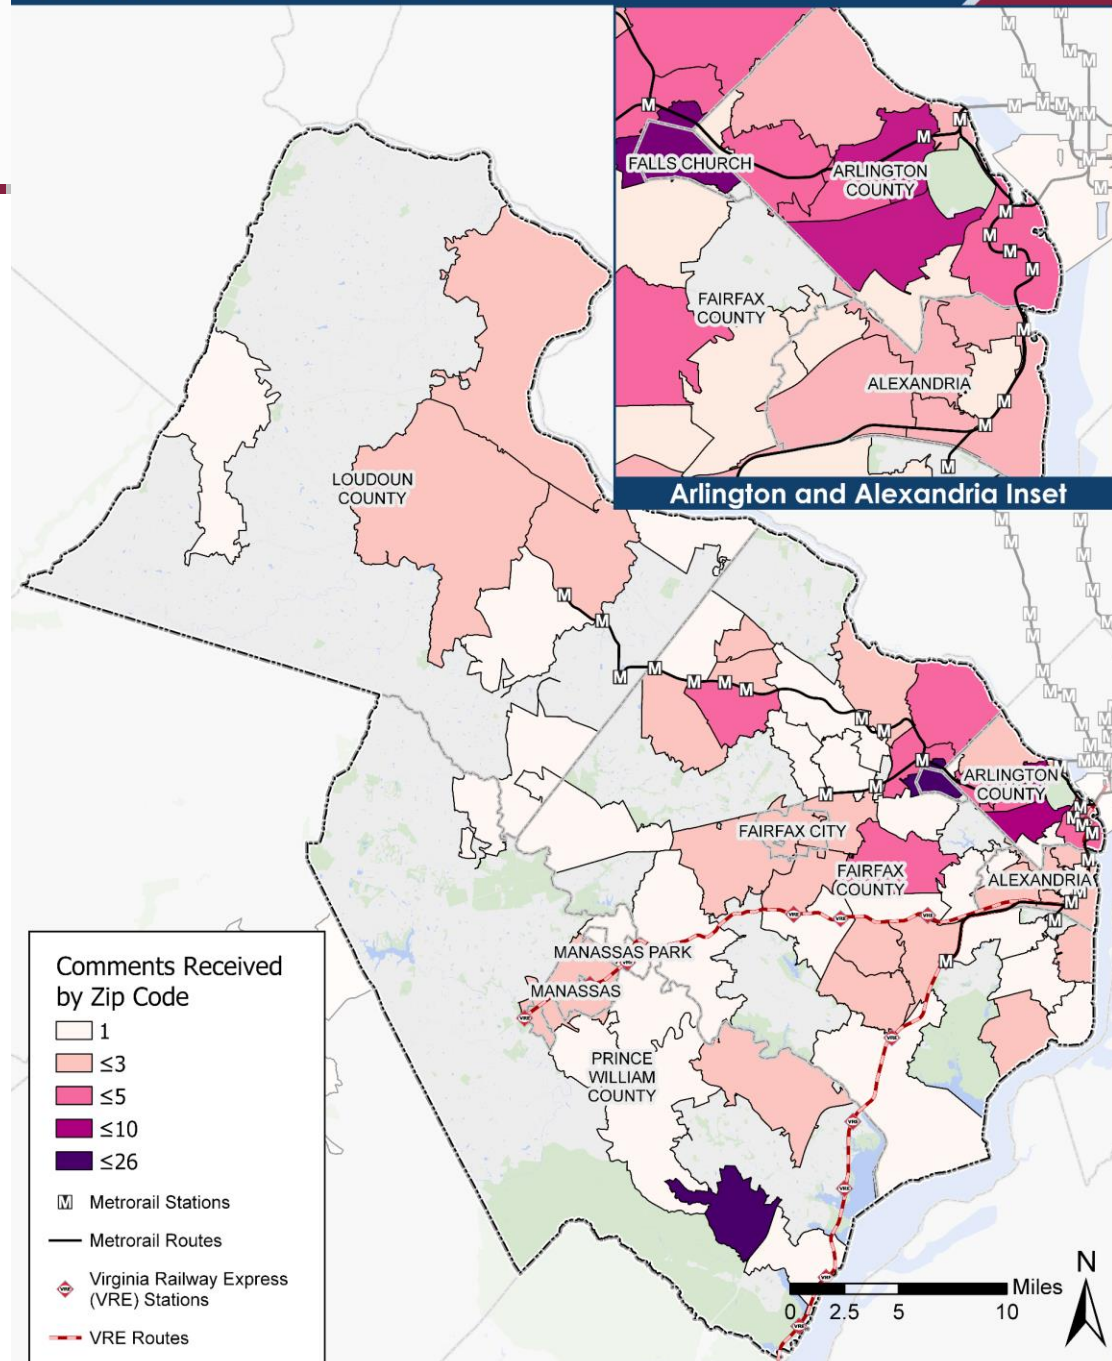 FALLS CHURCH
ARLINGTON
COUNTY
FAIRFAX
COUNTY
ALEXANDRIA
Arlington and Alexandria Inset
LOUDOUN
COUNTY
ARLINGTON
COUNTY
FAIRFAX CITY
FAIRFAX
COUNTY
ALEXANDRIA
MANASSAS PARK
MANASSAS
PRINCE
WILLIAM
COUNTY
Comments Received
by Zip Code
1
≤3
≤5
≤10
≤26
M Metrorail Stations
Metrorail Routes
VRE Virginia Railway Express
(VRE) Stations
VRE Routes
N
Miles
0 2.5 5 10